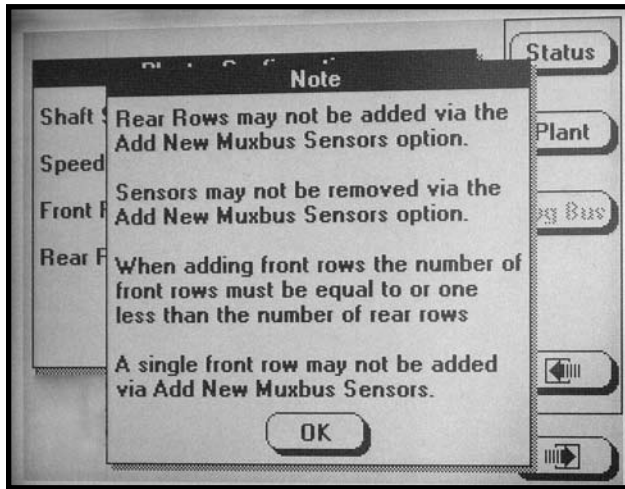 Status
Note
Shaft
Rear Rows may not be added via the
Add New Muxbus Sensors option.
Plant
Speed
Sensors may not be removed via the
Add New Muxbus Sensors option.
Front
Bus
Rear
When adding front rows the number of
front rows must be equal to or one
less than the number of rear rows
A single front row may not be added
via Add New Muxbus Sensors.
OK